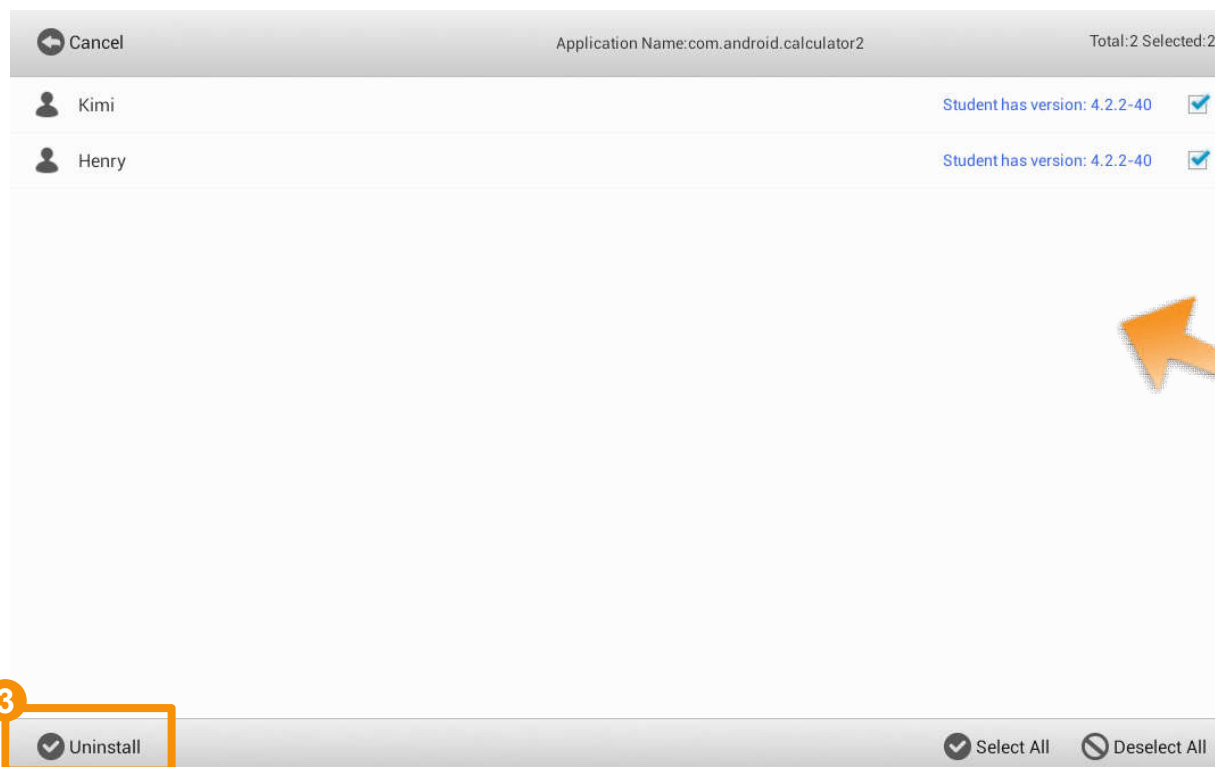 Cancel Application Name:com.android.calculator2 Total:2 Selected:2
Kimi Student has version: 4.2.2-40
Henry Student has version: 4.2.2-40
3
Uninstall Select All Deselect All